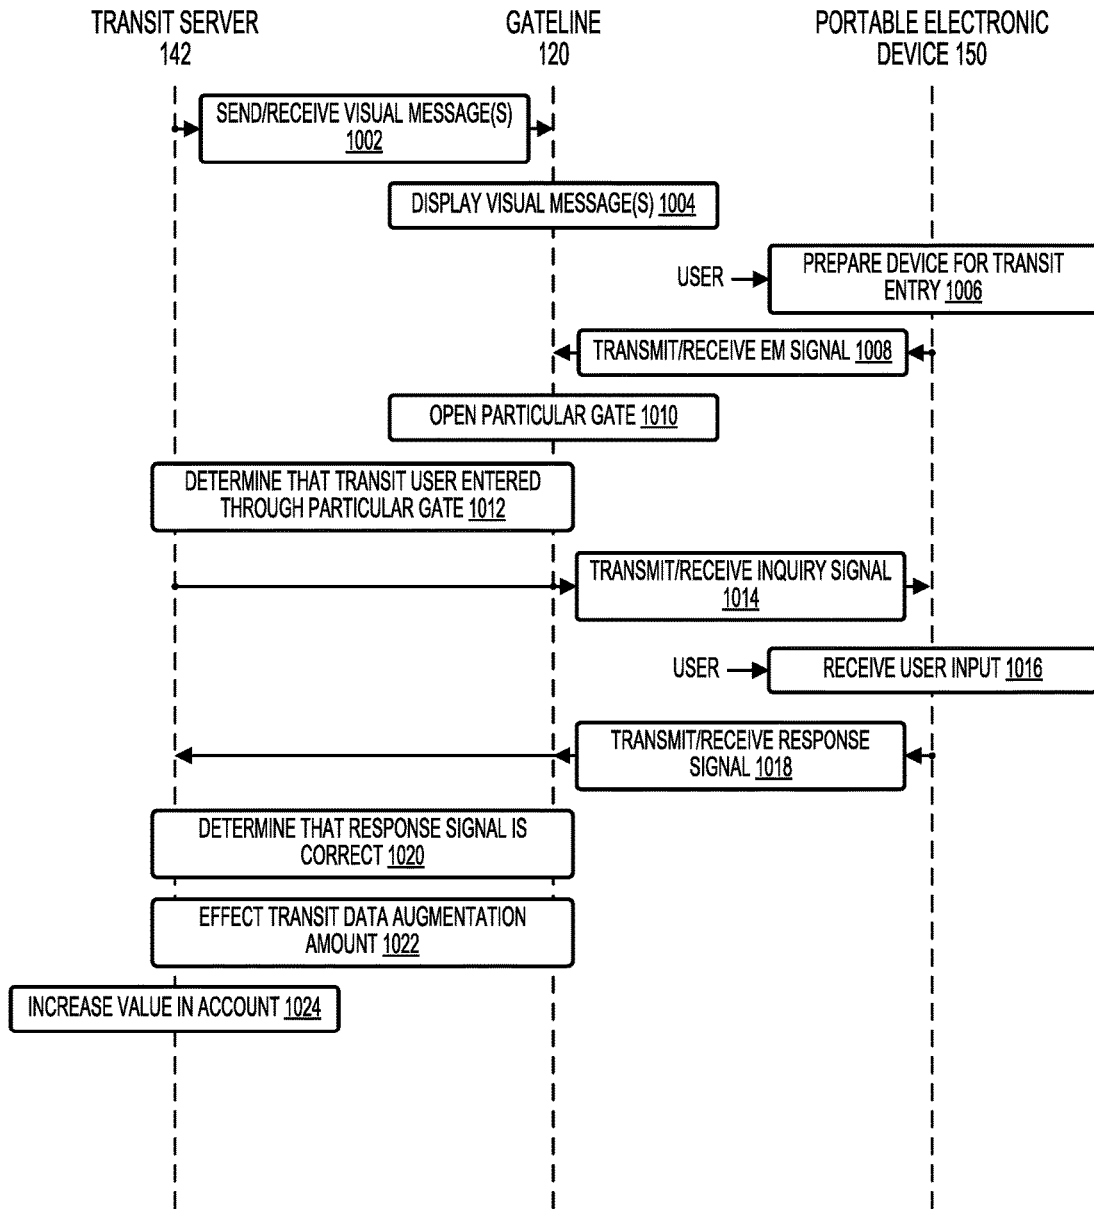 TRANSIT SERVER
142
GATELINE
120
PORTABLE ELECTRONIC
DEVICE 150
SEND/RECEIVE VISUAL MESSAGE(S)
1002
DISPLAY VISUAL MESSAGE(S) 1004
USER
PREPARE DEVICE FOR TRANSIT
ENTRY 1006
TRANSMIT/RECEIVE EM SIGNAL 1008
OPEN PARTICULAR GATE 1010
DETERMINE THAT TRANSIT USER ENTERED
THROUGH PARTICULAR GATE 1012
TRANSMIT/RECEIVE INQUIRY SIGNAL
1014
USER
RECEIVE USER INPUT 1016
TRANSMIT/RECEIVE RESPONSE
SIGNAL 1018
DETERMINE THAT RESPONSE SIGNAL IS
CORRECT 1020
EFFECT TRANSIT DATA AUGMENTATION
AMOUNT 1022
INCREASE VALUE IN ACCOUNT 1024